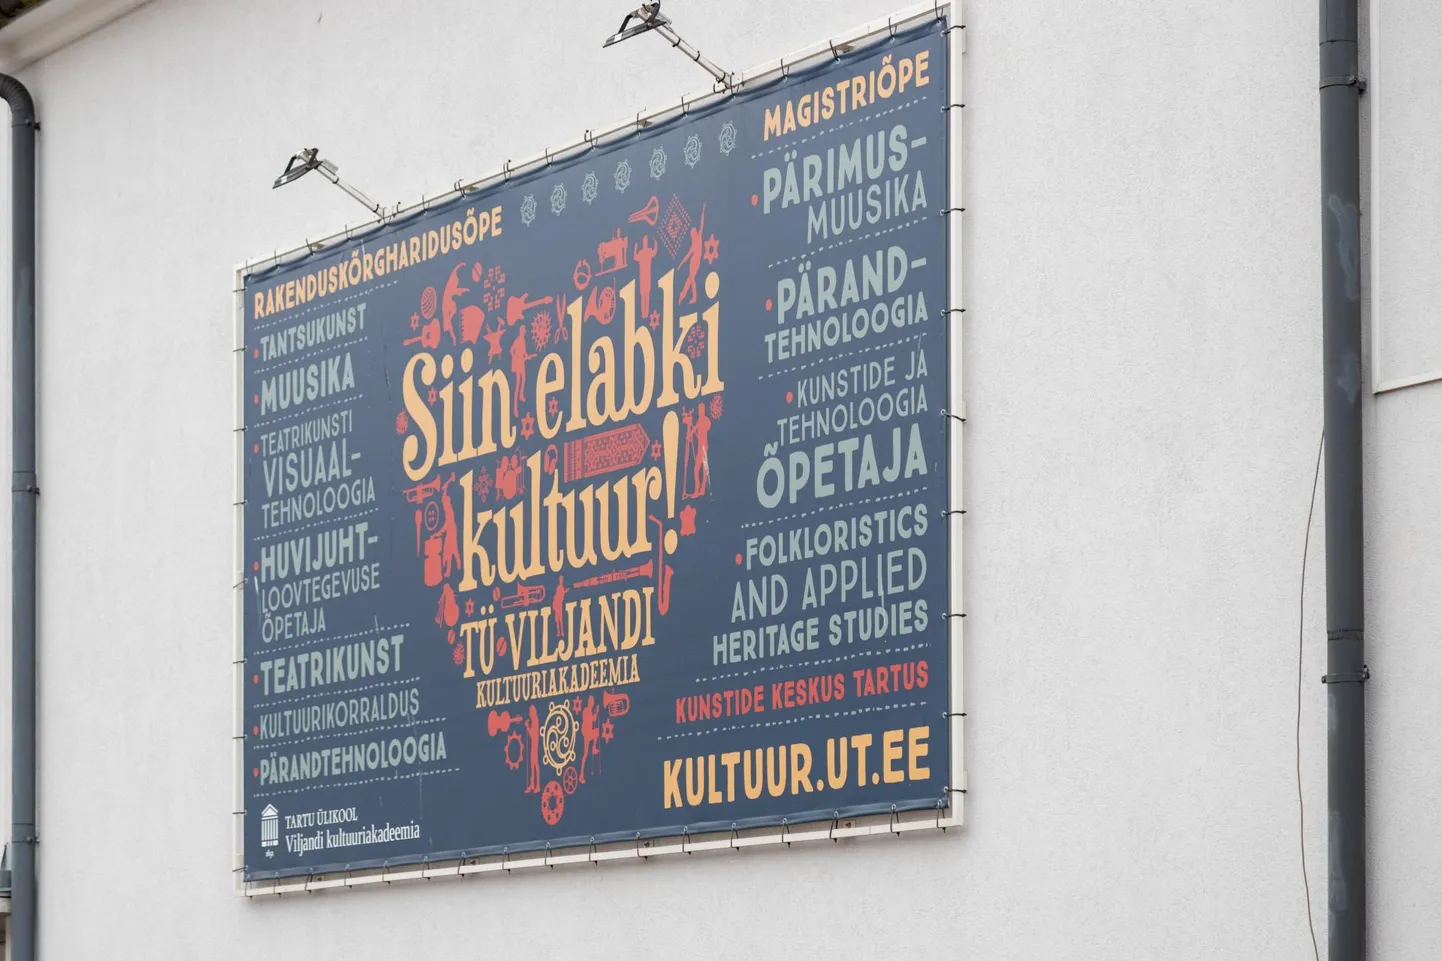 RAKENDUSKÕRGHARIDUSÕPE
• TANTSUKUNST
• MUUSIKA
• TEATRIKUNSTI
VISUAAL-
TEHNOLOOGIA
• HUVIJUHT-
LOOVTEGEVUSE
ÕPETAJA
• TEATRIKUNST
• KULTUURIKORRALDUS
• PÄRANDTEHNOLOOGIA
TARTU ÜLIKOOL
Viljandi kultuuriakadeemia
Siin elabki
kultuur!
TÜ VILJANDI
KULTUURIAKADEEMIA
MAGISTRIÕPE
• PÄRIMUS-
MUUSIKA
• PÄRAND-
TEHNOLOOGIA
• KUNSTIDE JA
TEHNOLOOGIA
ÕPETAJA
• FOLKLORISTICS
AND APPLIED
HERITAGE STUDIES
KUNSTIDE KESKUS TARTUS
KULTUUR.UT.EE